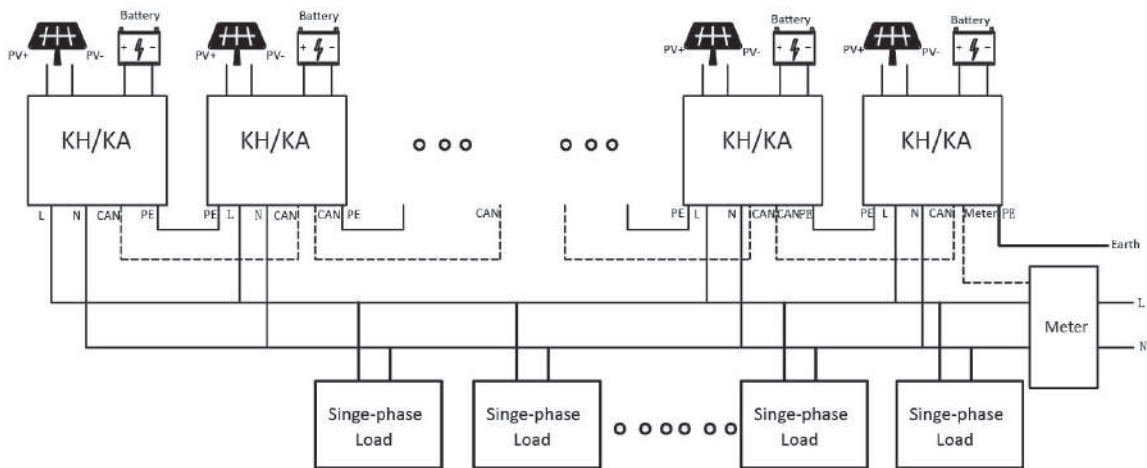 Battery
Battery
Battery
Battery
PV+ PV-
PV+ PV-
PV+ PV-
PV+ PV-
+ -
+ -
+ -
+ -
KH/KA
KH/KA
KH/KA
KH/KA
L N CAN PE
PE L N CAN CAN PE
CAN
PE L N CAN CAN PE
PE L N CAN Meter PE
Earth
L
Meter
N
Singe-phase
Load
Singe-phase
Load
Singe-phase
Load
Singe-phase
Load